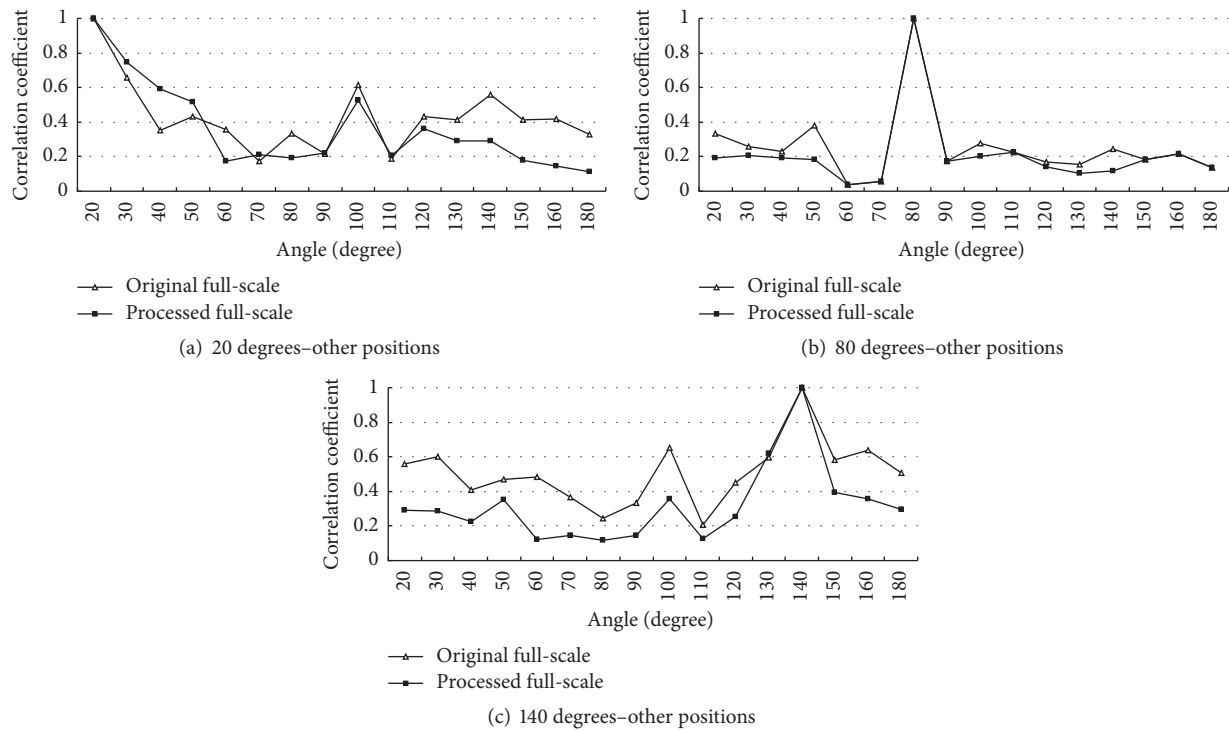 Correlation coefficient
1
0.8
0.6
0.4
0.2
0
20 30 40 50 60 70 80 90 100 110 120 130 140 150 160 180
Angle (degree)
Original full-scale
Processed full-scale
(a) 20 degrees–other positions
Correlation coefficient
1
0.8
0.6
0.4
0.2
0
20 30 40 50 60 70 80 90 100 110 120 130 140 150 160 180
Angle (degree)
Original full-scale
Processed full-scale
(b) 80 degrees–other positions
Correlation coefficient
1
0.8
0.6
0.4
0.2
0
20 30 40 50 60 70 80 90 100 110 120 130 140 150 160 180
Angle (degree)
Original full-scale
Processed full-scale
(c) 140 degrees–other positions